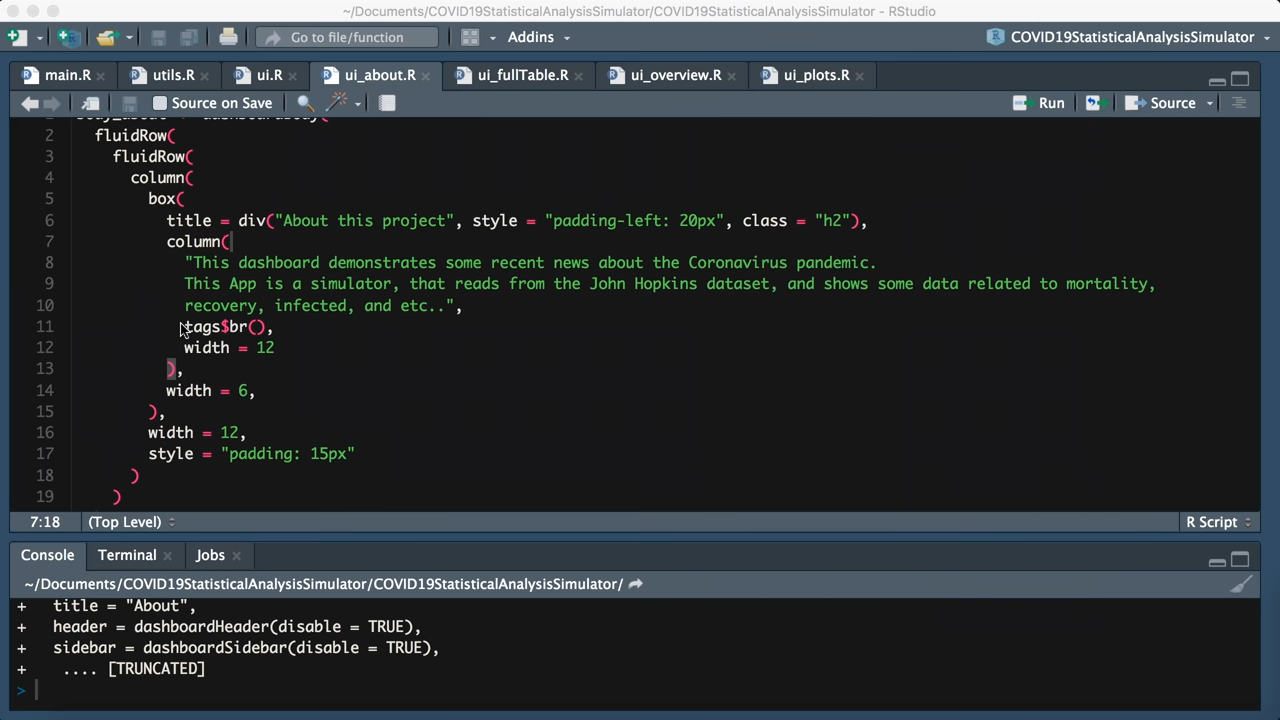 ~/Documents/COVID19StatisticalAnalysisSimulator/COVID19StatisticalAnalysisSimulator - RStudio
Go to file/function Addins COVID19StatisticalAnalysisSimulator
main.R utils.R ui.R ui_about.R ui_fullTable.R ui_overview.R ui_plots.R
Source on Save Run Source
2 fluidRow(
3 fluidRow(
4 column(
5 box(
6 title = div("About this project", style = "padding-left: 20px", class = "h2"),
7 column(
8 "This dashboard demonstrates some recent news about the Coronavirus pandemic.
9 This App is a simulator, that reads from the John Hopkins dataset, and shows some data related to mortality,
10 recovery, infected, and etc..",
11 tags$br(),
12 width = 12
13 ),
14 width = 6,
15 ),
16 width = 12,
17 style = "padding: 15px"
18 )
19 )
7:18 (Top Level) R Script
Console Terminal Jobs
~/Documents/COVID19StatisticalAnalysisSimulator/COVID19StatisticalAnalysisSimulator/
+ title = "About",
+ header = dashboardHeader(disable = TRUE),
+ sidebar = dashboardSidebar(disable = TRUE),
+ .... [TRUNCATED]
>